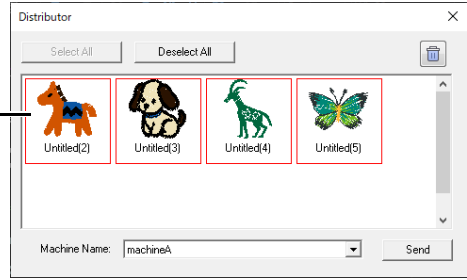 Distributor
Select All Deselect All
Untitled(2) Untitled(3) Untitled(4) Untitled(5)
Machine Name: machineA Send